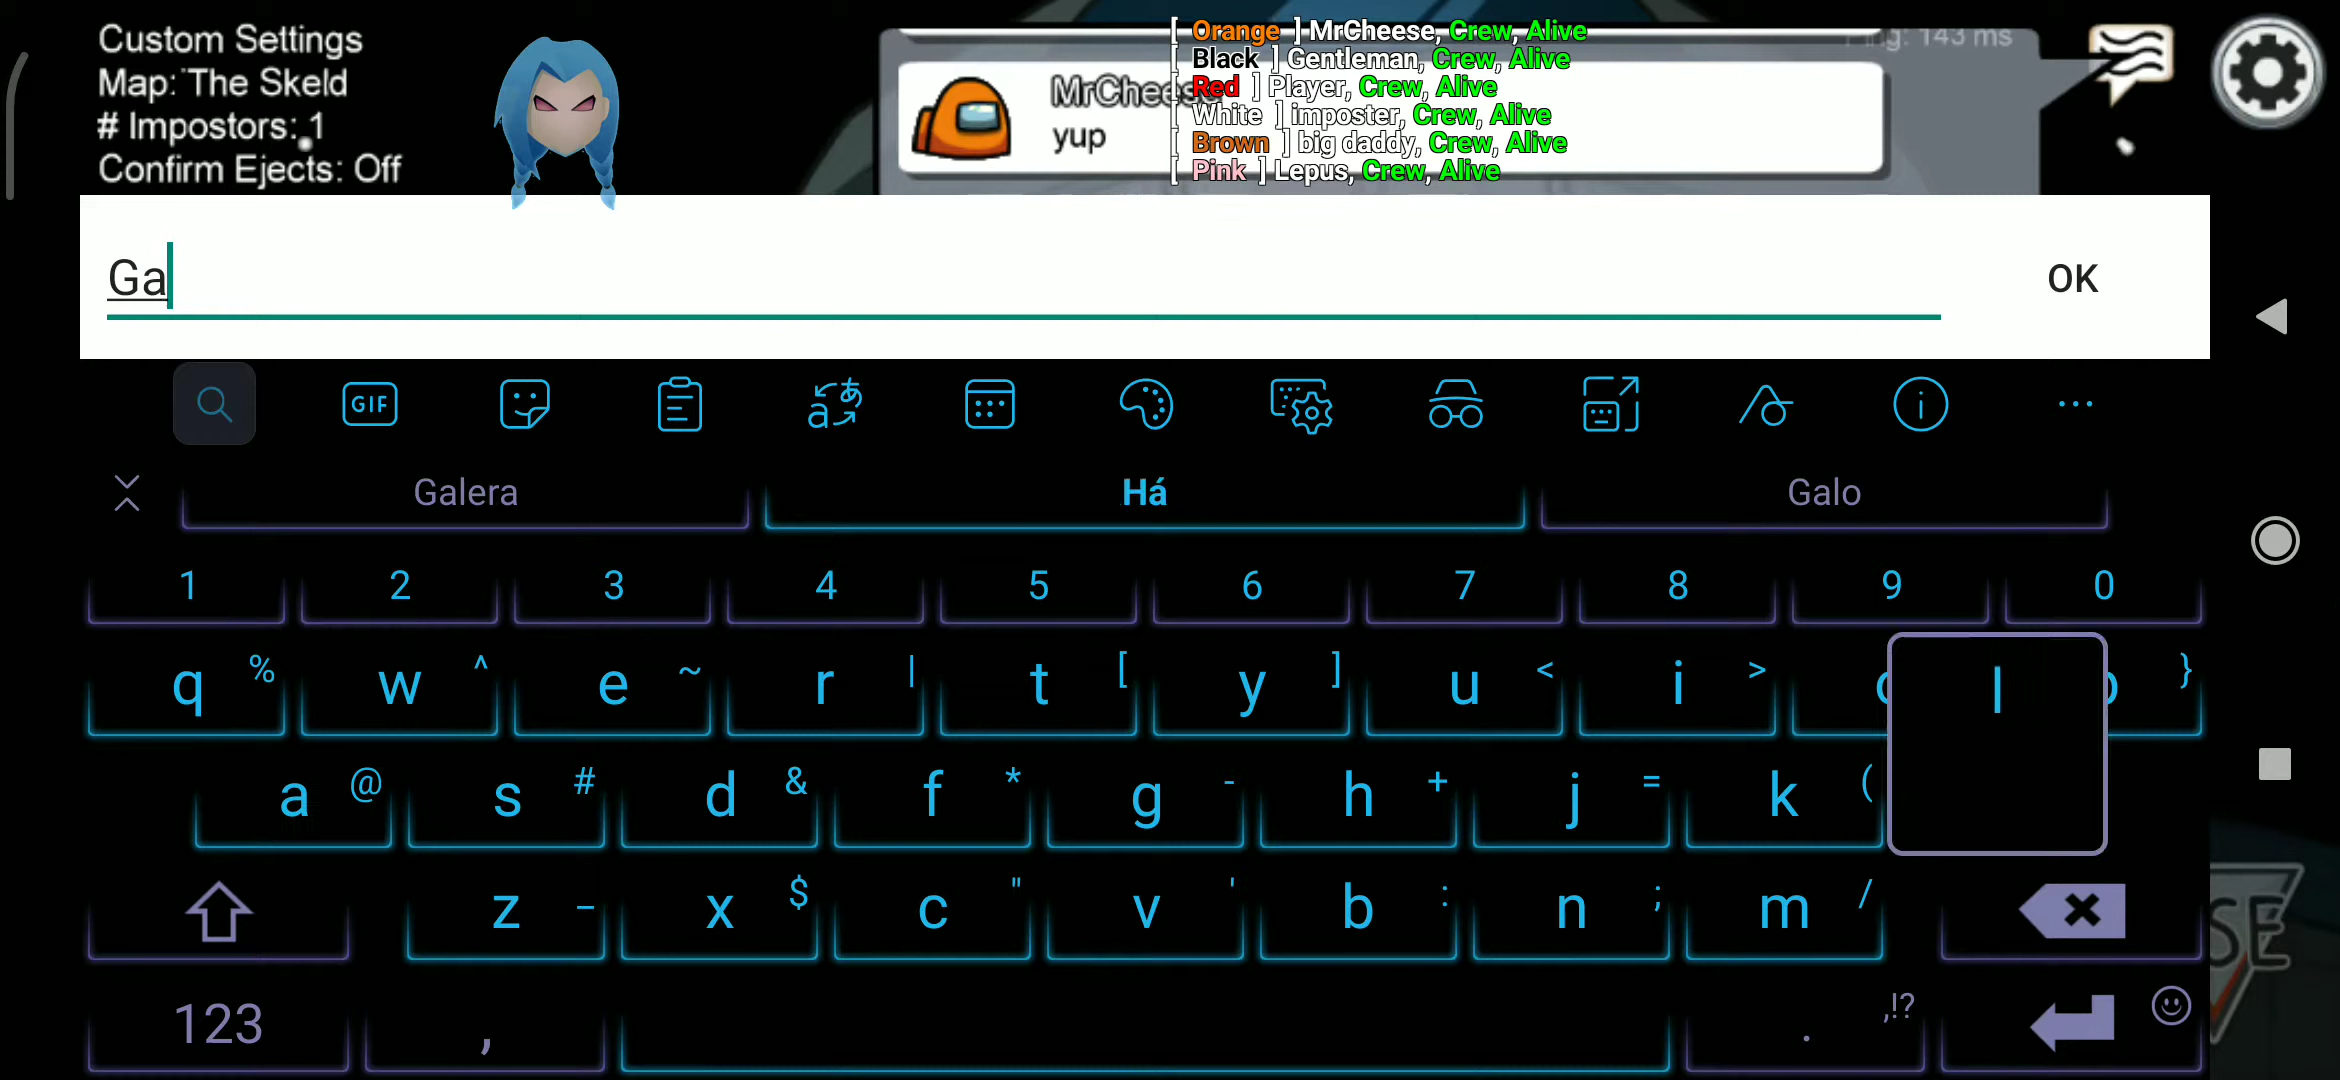 Custom Settings
Map: The Skeld
# Impostors: 1
Confirm Ejects: Off
[ Orange ] MrCheese, Crew, Alive
[ Black ] Gentleman, Crew, Alive
[ Red ] Player, Crew, Alive
[ White ] imposter, Crew, Alive
[ Brown ] big daddy, Crew, Alive
[ Pink ] Lepus, Crew, Alive
Ping: 143 ms
MrCheese
yup
Ga
OK
GIF
Galera
Há
Galo
1 2 3 4 5 6 7 8 9 0
q % w ^ e ~ r | t [ y ] u < i > l }
a @ s # d & f * g - h + j = k (
z _ x $ c " v ' b : n ; m /
123 , . ,!?